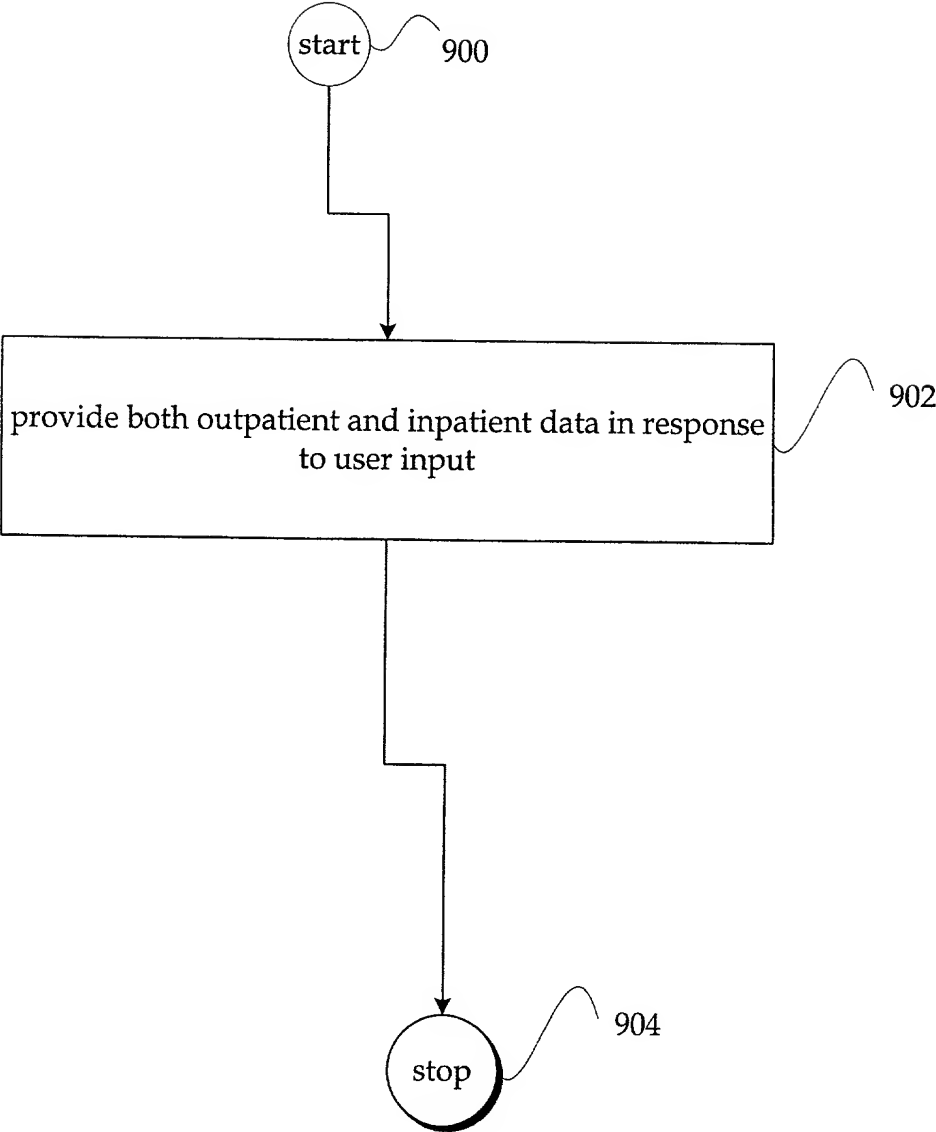 start
900
provide both outpatient and inpatient data in response
to user input
902
904
stop